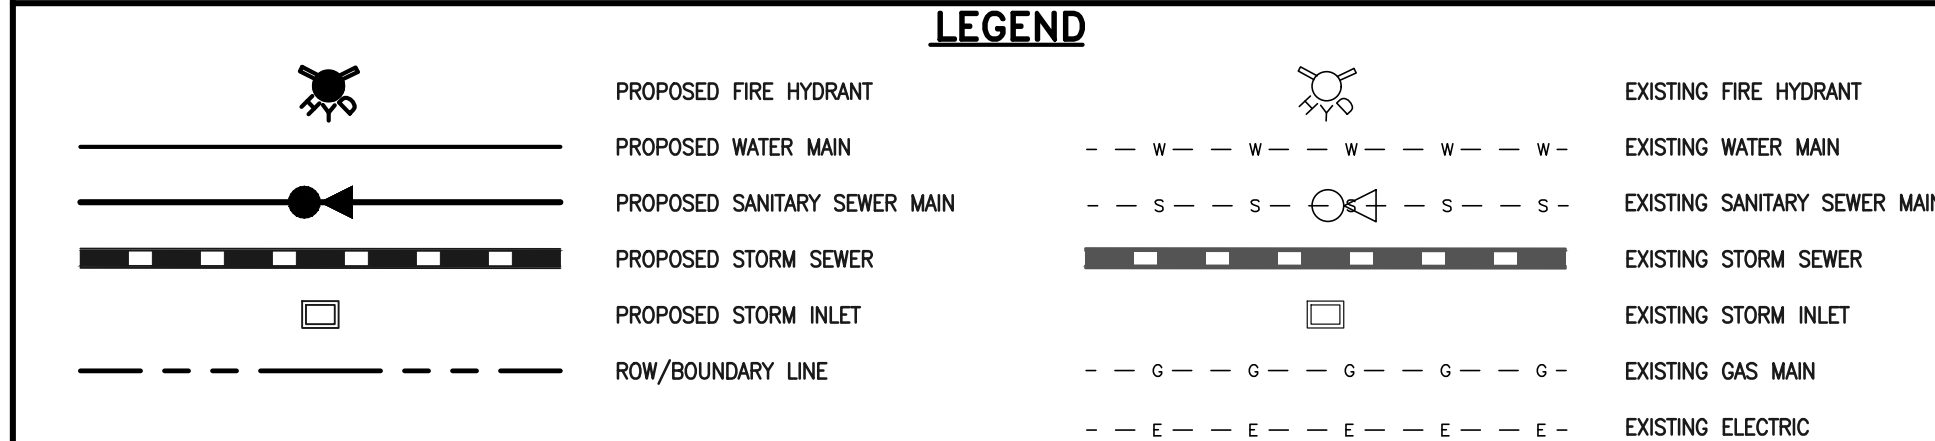 LEGEND
HYD PROPOSED FIRE HYDRANT HYD EXISTING FIRE HYDRANT
PROPOSED WATER MAIN W W W W W EXISTING WATER MAIN
PROPOSED SANITARY SEWER MAIN S S S S S EXISTING SANITARY SEWER MAIN
PROPOSED STORM SEWER EXISTING STORM SEWER
PROPOSED STORM INLET EXISTING STORM INLET
ROW/BOUNDARY LINE G G G G G EXISTING GAS MAIN
E E E E E EXISTING ELECTRIC